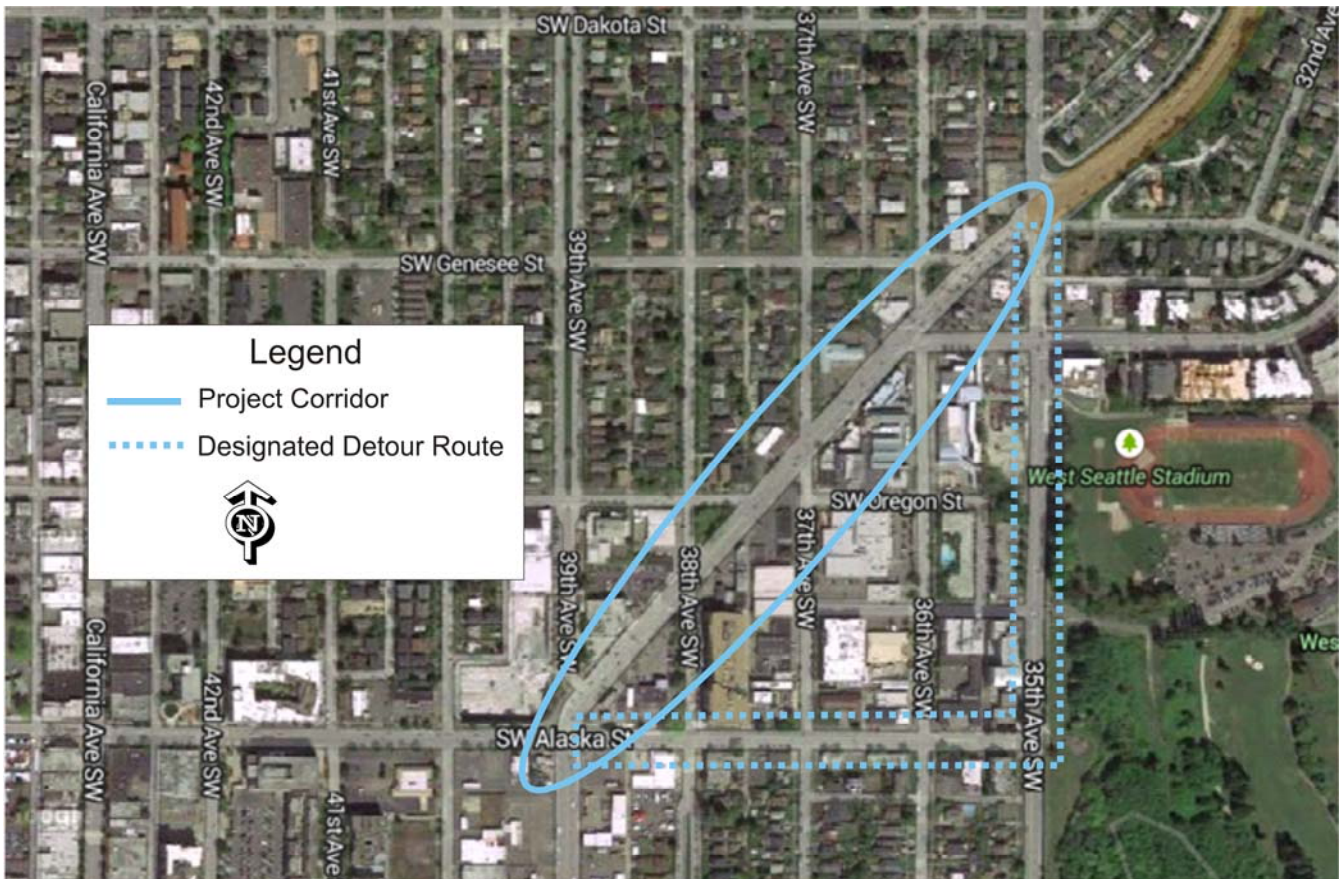 SW Dakota St
37th Ave SW
32nd Ave
California Ave SW
42nd Ave SW
41st Ave SW
39th Ave SW
SW Genesee St
Legend
Project Corridor
Designated Detour Route
N
West Seattle Stadium
SW Oregon St
39th Ave SW
38th Ave SW
37th Ave SW
36th Ave SW
35th Ave SW
Wes
California Ave SW
42nd Ave SW
SW Alaska St
41st Ave